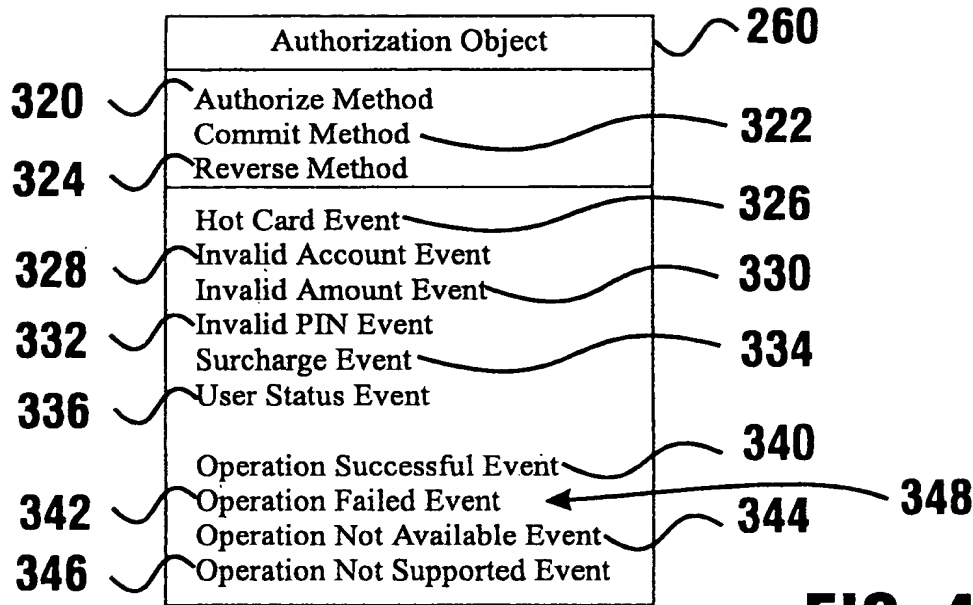 Authorization Object 260
320 Authorize Method
Commit Method 322
324 Reverse Method
Hot Card Event 326
328 Invalid Account Event
Invalid Amount Event 330
332 Invalid PIN Event
Surcharge Event 334
336 User Status Event
Operation Successful Event 340
342 Operation Failed Event 348
Operation Not Available Event 344
346 Operation Not Supported Event
FIG. 4